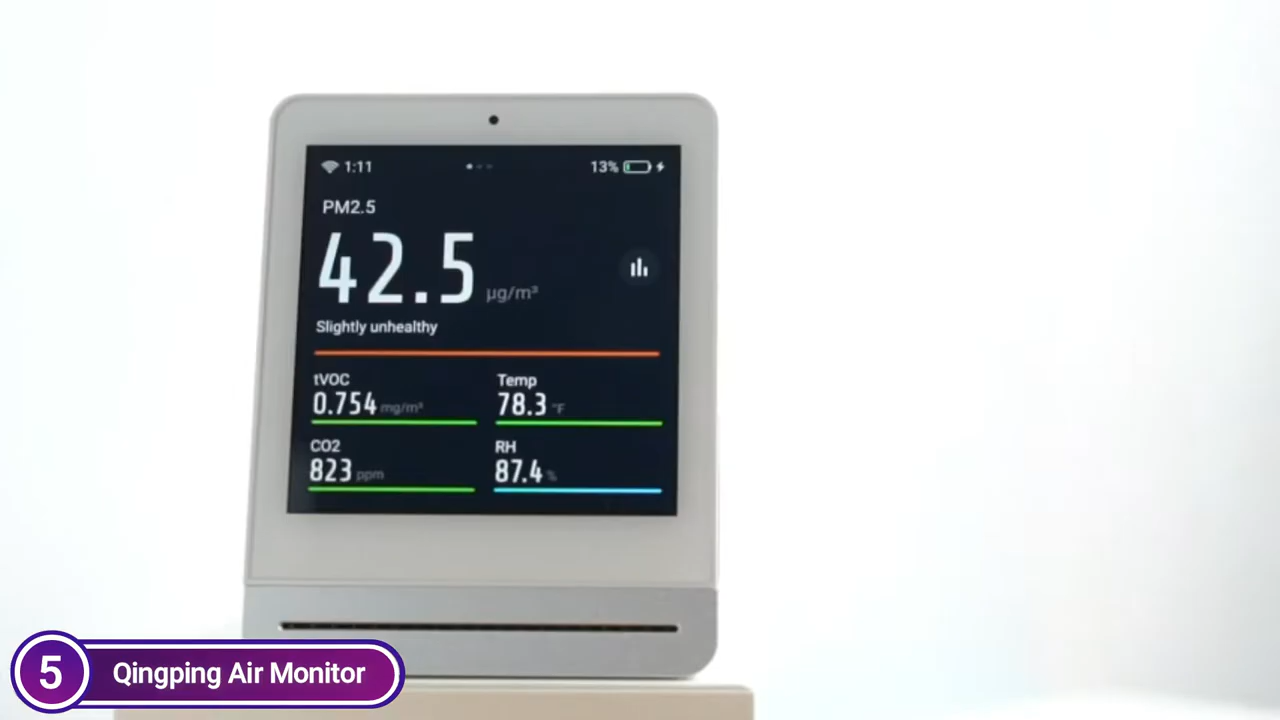 1:11 13%
PM2.5
42.5 µg/m³
Slightly unhealthy
tVOC Temp
0.754 mg/m³ 78.3 °F
CO2 RH
823 ppm 87.4 %
5 Qingping Air Monitor